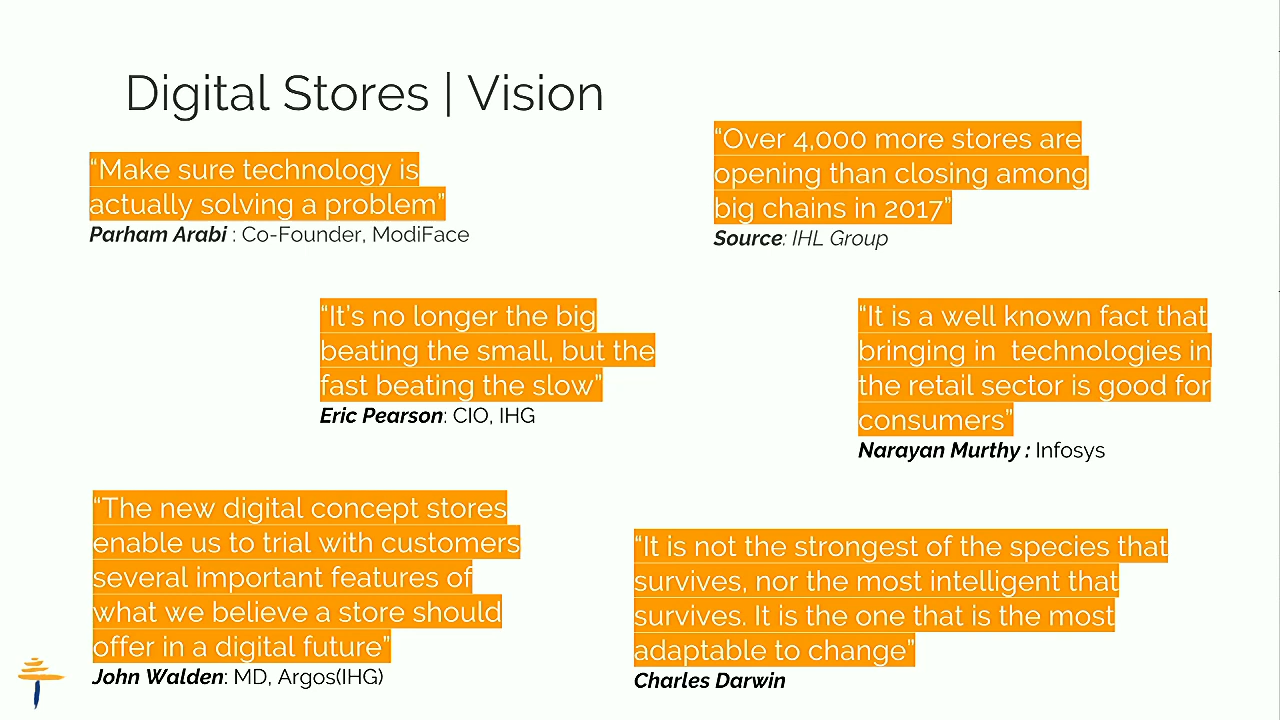 Digital Stores | Vision
“Make sure technology is
actually solving a problem”
Parham Arabi : Co-Founder, ModiFace
“Over 4,000 more stores are
opening than closing among
big chains in 2017”
Source: IHL Group
“It’s no longer the big
beating the small, but the
fast beating the slow”
Eric Pearson: CIO, IHG
“It is a well known fact that
bringing in  technologies in
the retail sector is good for
consumers”
Narayan Murthy : Infosys
“The new digital concept stores
enable us to trial with customers
several important features of
what we believe a store should
offer in a digital future”
John Walden: MD, Argos(IHG)
“It is not the strongest of the species that
survives, nor the most intelligent that
survives. It is the one that is the most
adaptable to change”
Charles Darwin